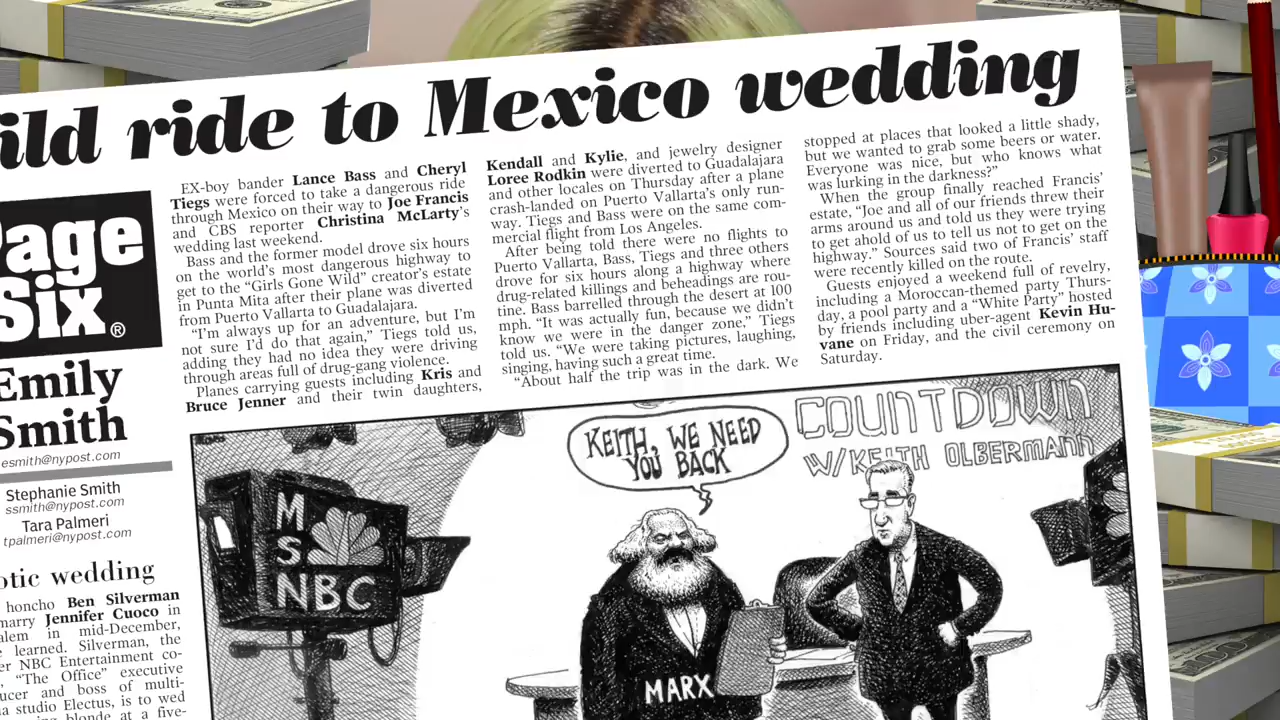 ild ride to Mexico wedding
Page
Six®
Emily
Smith
esmith@nypost.com
Stephanie Smith
ssmith@nypost.com
Tara Palmeri
tpalmeri@nypost.com
otic wedding
honcho Ben Silverman
marry Jennifer Cuoco in
alem in mid-December,
e learned. Silverman, the
er NBC Entertainment co-
, “The Office” executive
ucer and boss of multi-
a studio Electus, is to wed
ing blonde at a five-
EX-boy bander Lance Bass and Cheryl
Tiegs were forced to take a dangerous ride
through Mexico on their way to Joe Francis
and CBS reporter Christina McLarty’s
wedding last weekend.
Bass and the former model drove six hours
on the world’s most dangerous highway to
get to the “Girls Gone Wild” creator’s estate
in Punta Mita after their plane was diverted
from Puerto Vallarta to Guadalajara.
“I’m always up for an adventure, but I’m
not sure I’d do that again,” Tiegs told us,
adding they had no idea they were driving
through areas full of drug-gang violence.
Planes carrying guests including Kris and
Bruce Jenner and their twin daughters,
Kendall and Kylie, and jewelry designer
Loree Rodkin were diverted to Guadalajara
and other locales on Thursday after a plane
crash-landed on Puerto Vallarta’s only run-
way. Tiegs and Bass were on the same com-
mercial flight from Los Angeles.
After being told there were no flights to
Puerto Vallarta, Bass, Tiegs and three others
drove for six hours along a highway where
drug-related killings and beheadings are rou-
tine. Bass barrelled through the desert at 100
mph. “It was actually fun, because we didn’t
know we were in the danger zone,” Tiegs
told us. “We were taking pictures, laughing,
singing, having such a great time.
“About half the trip was in the dark. We
stopped at places that looked a little shady,
but we wanted to grab some beers or water.
Everyone was nice, but who knows what
was lurking in the darkness?”
When the group finally reached Francis’
estate, “Joe and all of our friends threw their
arms around us and told us they were trying
to get ahold of us to tell us not to get on the
highway.” Sources said two of Francis’ staff
were recently killed on the route.
Guests enjoyed a weekend full of revelry,
including a Moroccan-themed party Thurs-
day, a pool party and a “White Party” hosted
by friends including uber-agent Kevin Hu-
vane on Friday, and the civil ceremony on
Saturday.
KEITH, WE NEED
YOU BACK
COUNTDOWN
W/KEITH OLBERMANN
MSNBC
MARX